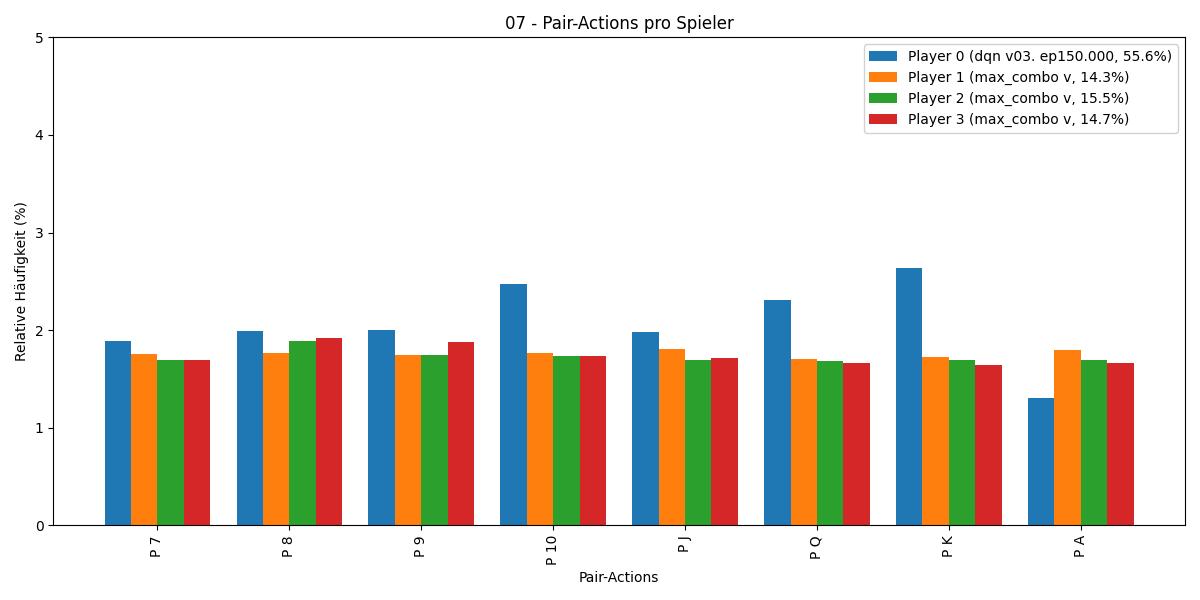 07 - Pair-Actions pro Spieler
Player 0 (dqn v03. ep150.000, 55.6%)
Player 1 (max_combo v, 14.3%)
Player 2 (max_combo v, 15.5%)
Player 3 (max_combo v, 14.7%)
Relative Häufigkeit (%)
5
4
3
2
1
0
P 7
P 8
P 9
P 10
P J
P Q
P K
P A
Pair-Actions